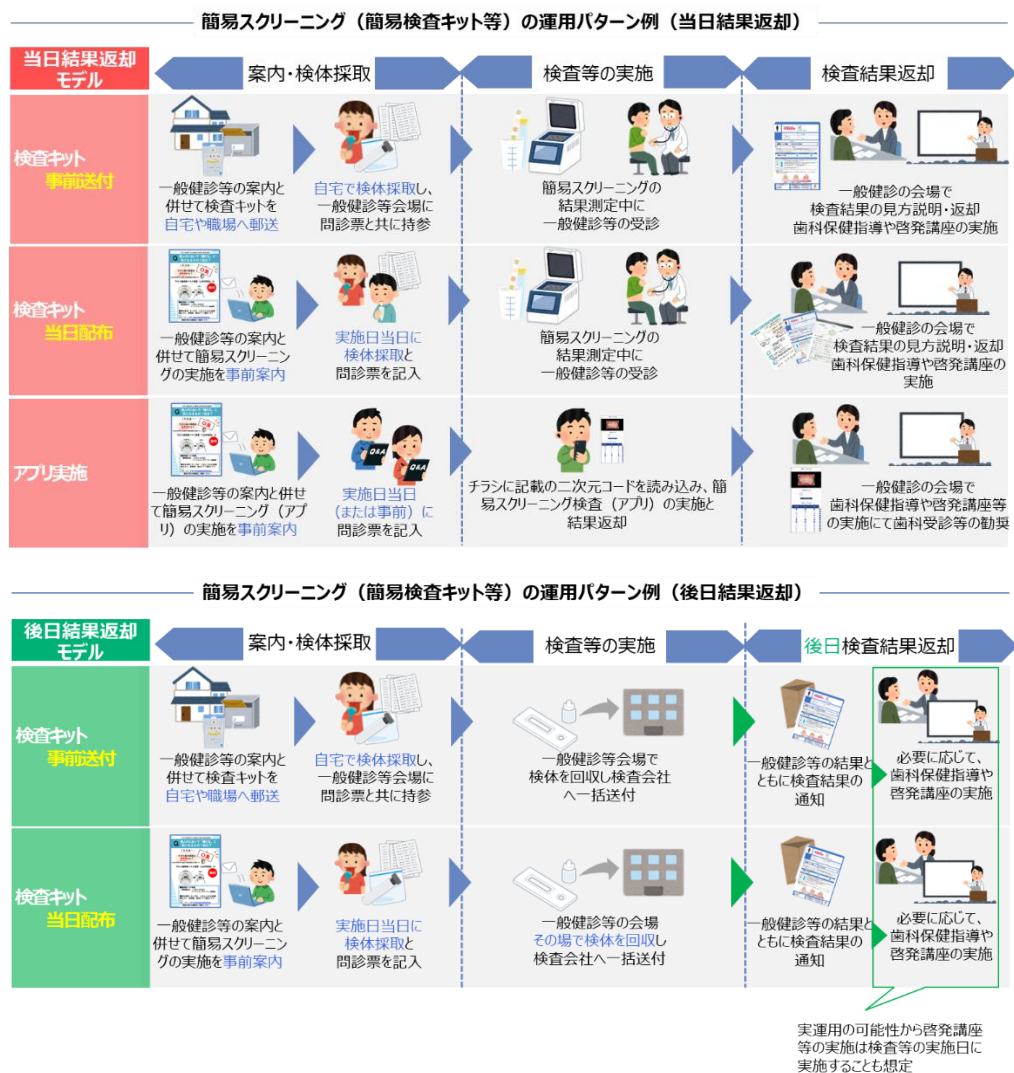 簡易スクリーニング（簡易検査キット等）の運用パターン例（当日結果返却）
当日結果返却
モデル
案内・検体採取
検査等の実施
検査結果返却
検査キット
事前送付
一般健診等の案内と
併せて検査キットを
自宅や職場へ郵送
自宅で検体採取し、
一般健診等会場に
問診票と共に持参
簡易スクリーニングの
結果測定中に
一般健診等の受診
一般健診の会場で
検査結果の見方説明・返却
歯科保健指導や啓発講座の実施
検査キット
当日配布
一般健診等の案内と
併せて簡易スクリーニン
グの実施を事前案内
実施日当日に
検体採取と
問診票を記入
簡易スクリーニングの
結果測定中に
一般健診等の受診
一般健診の会場で
検査結果の見方説明・返却
歯科保健指導や啓発講座の
実施
アプリ実施
一般健診等の案内と併せ
て簡易スクリーニング（アプ
リ）の実施を事前案内
Q&A
Q&A
実施日当日
(または事前）に
問診票を記入
チラシに記載の二次元コードを読み込み、簡
易スクリーニング検査（アプリ）の実施と
結果返却
一般健診の会場で
歯科保健指導や啓発講座等
の実施にて歯科受診等の勧奨
簡易スクリーニング（簡易検査キット等）の運用パターン例（後日結果返却）
後日結果返却
モデル
案内・検体採取
検査等の実施
後日検査結果返却
検査キット
事前送付
一般健診等の案内と
併せて検査キットを
自宅や職場へ郵送
自宅で検体採取し、
一般健診等会場に
問診票と共に持参
一般健診等会場で
検体を回収し検査会社
へ一括送付
一般健診等の結果と
ともに検査結果の
通知
必要に応じて、
歯科保健指導や
啓発講座の実施
検査キット
当日配布
一般健診等の案内と
併せて簡易スクリーニン
グの実施を事前案内
実施日当日に
検体採取と
問診票を記入
一般健診等の会場
その場で検体を回収し
検査会社へ一括送付
一般健診等の結果と
ともに検査結果の
通知
必要に応じて、
歯科保健指導や
啓発講座の実施
実運用の可能性から啓発講座
等の実施は検査等の実施日に
実施することも想定